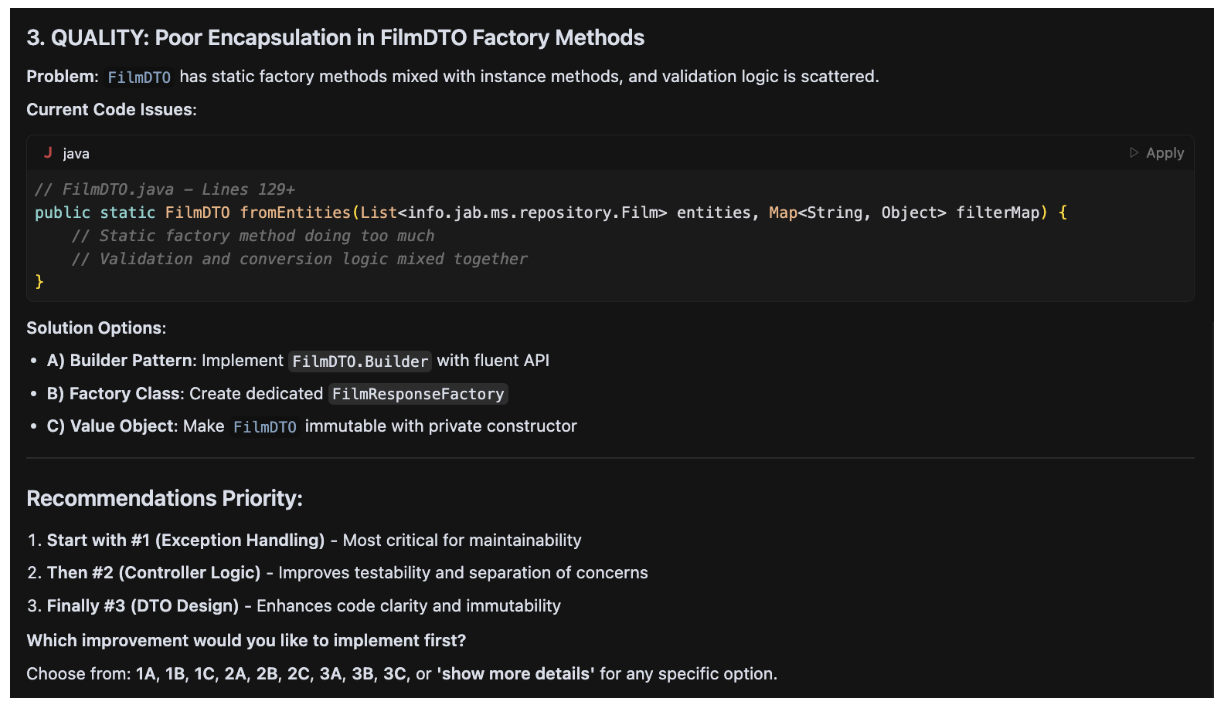 3. QUALITY: Poor Encapsulation in FilmDTO Factory Methods
Problem: FilmDTO has static factory methods mixed with instance methods, and validation logic is scattered.
Current Code Issues:
J java
Apply
// FilmDTO.java – Lines 129+
public static FilmDTO fromEntities(List<info.jab.ms.repository.Film> entities, Map<String, Object> filterMap) {
    // Static factory method doing too much
    // Validation and conversion logic mixed together
}
Solution Options:
• A) Builder Pattern: Implement FilmDTO.Builder with fluent API
• B) Factory Class: Create dedicated FilmResponseFactory
• C) Value Object: Make FilmDTO immutable with private constructor
Recommendations Priority:
1. Start with #1 (Exception Handling) - Most critical for maintainability
2. Then #2 (Controller Logic) - Improves testability and separation of concerns
3. Finally #3 (DTO Design) - Enhances code clarity and immutability
Which improvement would you like to implement first?
Choose from: 1A, 1B, 1C, 2A, 2B, 2C, 3A, 3B, 3C, or 'show more details' for any specific option.